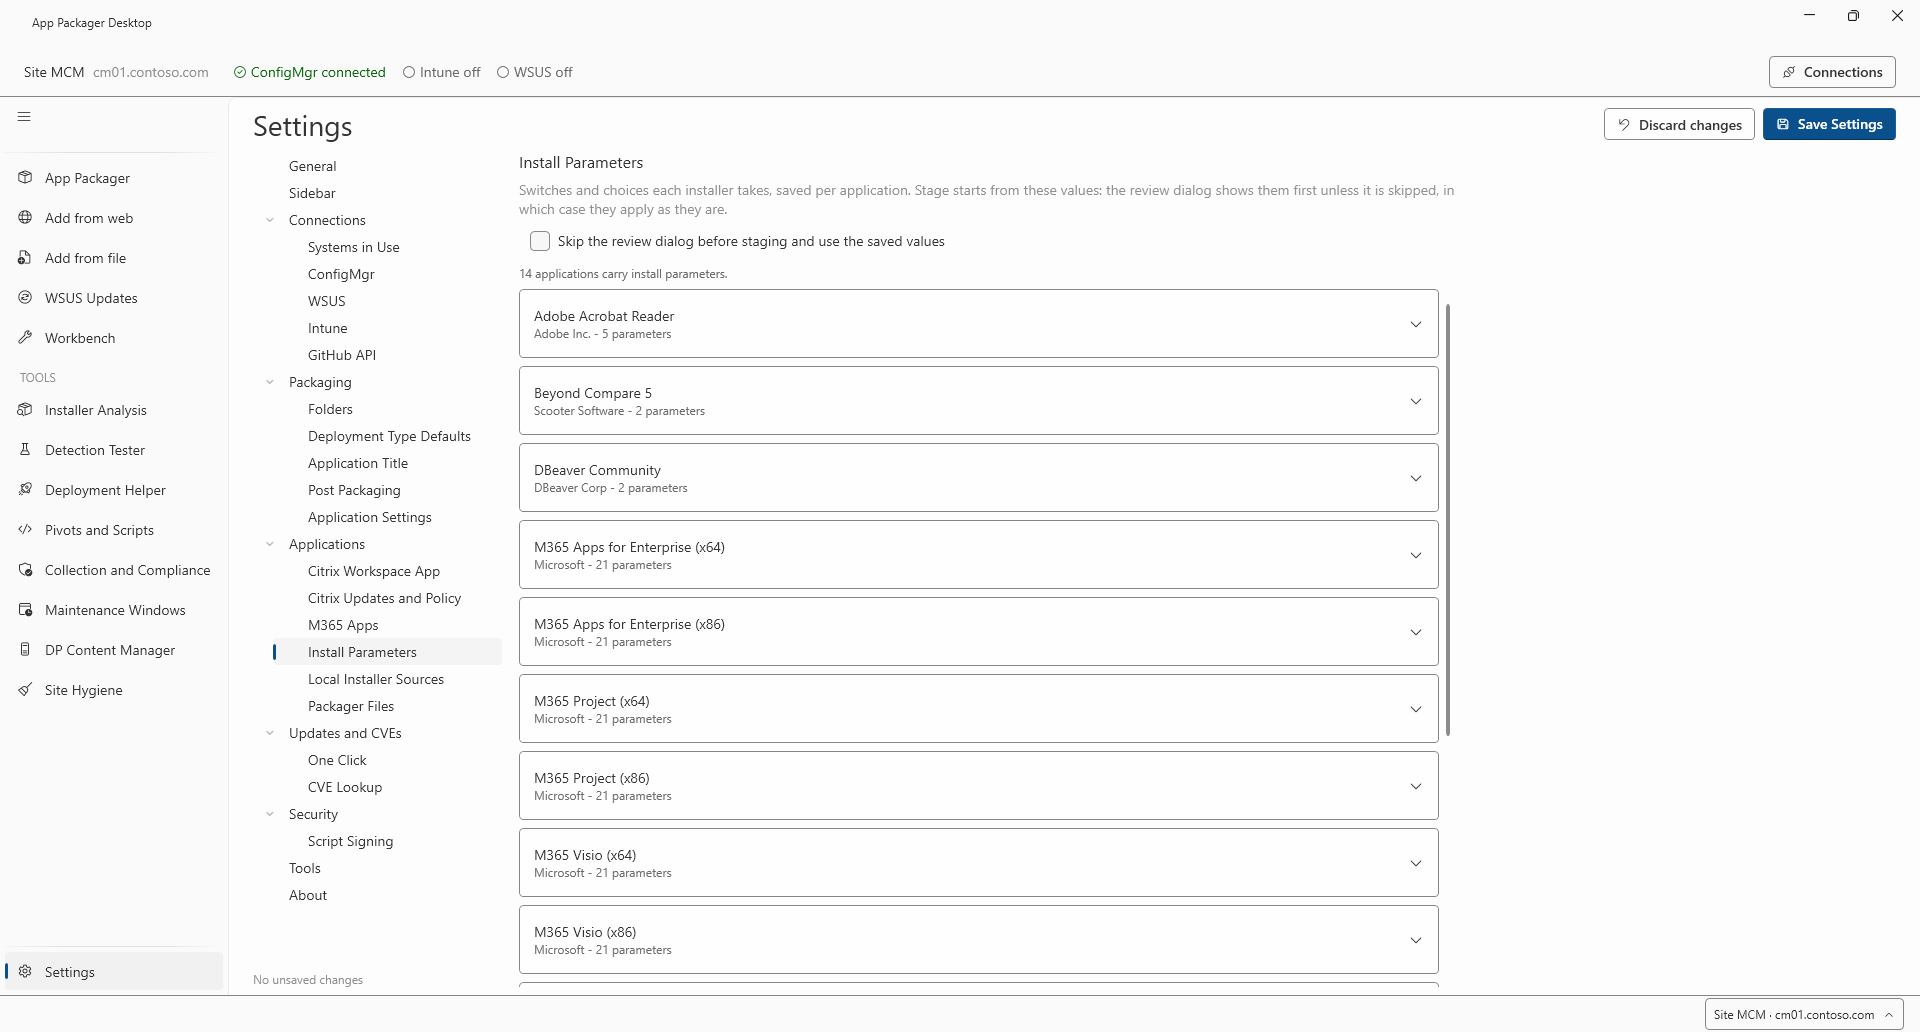 App Packager Desktop
Site MCM cm01.contoso.com ConfigMgr connected Intune off WSUS off Connections
App Packager
Add from web
Add from file
WSUS Updates
Workbench
TOOLS
Installer Analysis
Detection Tester
Deployment Helper
Pivots and Scripts
Collection and Compliance
Maintenance Windows
DP Content Manager
Site Hygiene
Settings
Settings
Discard changes Save Settings
General
Sidebar
Connections
Systems in Use
ConfigMgr
WSUS
Intune
GitHub API
Packaging
Folders
Deployment Type Defaults
Application Title
Post Packaging
Application Settings
Applications
Citrix Workspace App
Citrix Updates and Policy
M365 Apps
Install Parameters
Local Installer Sources
Packager Files
Updates and CVEs
One Click
CVE Lookup
Security
Script Signing
Tools
About
No unsaved changes
Install Parameters
Switches and choices each installer takes, saved per application. Stage starts from these values: the review dialog shows them first unless it is skipped, in
which case they apply as they are.
Skip the review dialog before staging and use the saved values
14 applications carry install parameters.
Adobe Acrobat Reader
Adobe Inc. - 5 parameters
Beyond Compare 5
Scooter Software - 2 parameters
DBeaver Community
DBeaver Corp - 2 parameters
M365 Apps for Enterprise (x64)
Microsoft - 21 parameters
M365 Apps for Enterprise (x86)
Microsoft - 21 parameters
M365 Project (x64)
Microsoft - 21 parameters
M365 Project (x86)
Microsoft - 21 parameters
M365 Visio (x64)
Microsoft - 21 parameters
M365 Visio (x86)
Microsoft - 21 parameters
Site MCM · cm01.contoso.com